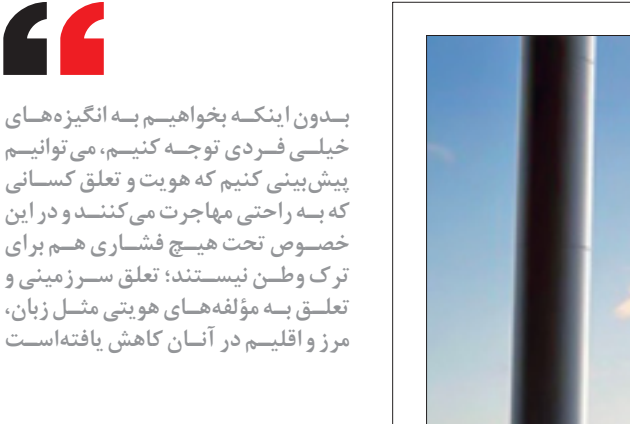 بدون اینکه بخواهیم به انگیزه‌های
خیلی فردی توجه کنیم، می‌توانیم
پیش‌بینی کنیم که هویت و تعلق کسانی
که به راحتی مهاجرت می‌کنند و در این
خصوص تحت هیچ فشاری هم برای
ترک وطن نیستند؛ تعلق سرزمینی و
تعلق به مؤلفه‌های هویتی مثل زبان،
مرز و اقلیم در آنان کاهش یافته‌است